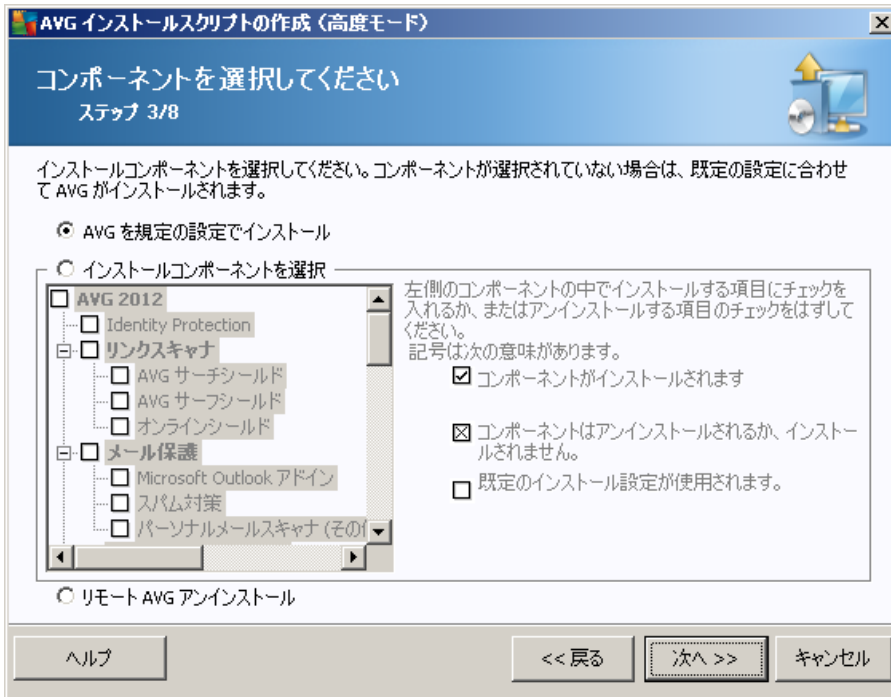 AVG インストールスクリプトの作成 (高度モード)
コンポーネントを選択してください
ステップ 3/8
インストールコンポーネントを選択してください。コンポーネントが選択されていない場合は、既定の設定に合わせ
て AVG がインストールされます。
AVG を規定の設定でインストール
インストールコンポーネントを選択
AVG 2012
Identity Protection
リンクスキャナ
AVG サーチシールド
AVG サーフシールド
オンラインシールド
メール保護
Microsoft Outlook アドイン
スパム対策
パーソナルメールスキャナ (その
左側のコンポーネントの中でインストールする項目にチェックを
入れるか、またはアンインストールする項目のチェックをはずして
ください。
記号は次の意味があります。
コンポーネントがインストールされます
コンポーネントはアンインストールされるか、インストー
ルされません。
既定のインストール設定が使用されます。
リモート AVG アンインストール
ヘルプ
<< 戻る
次へ >>
キャンセル